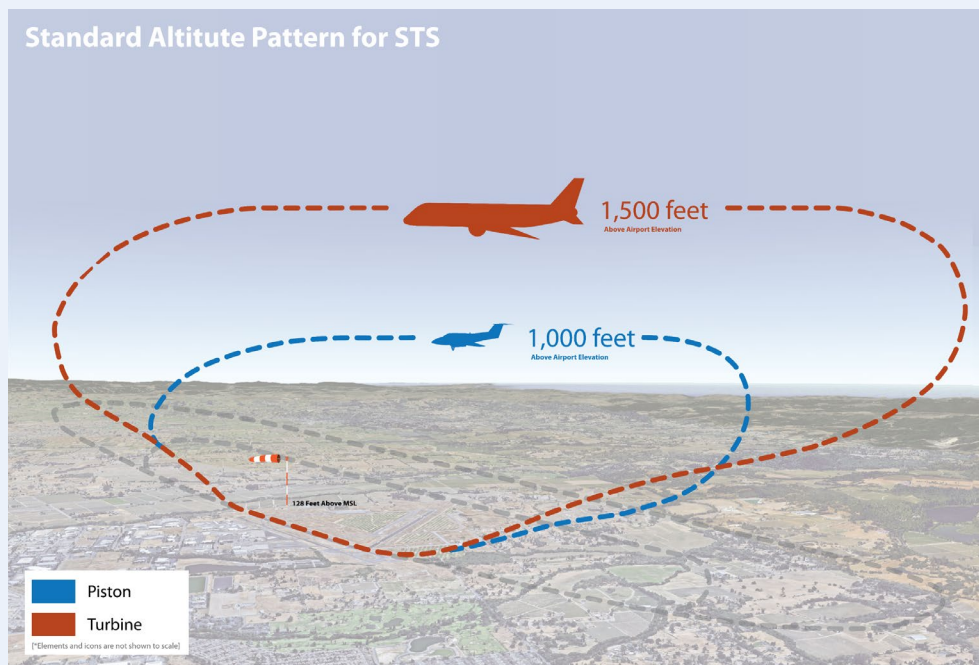 Standard Altitute Pattern for STS
1,500 feet
Above Airport Elevation
1,000 feet
Above Airport Elevation
128 Feet Above MSL
Piston
Turbine
[*Elements and icons are not shown to scale]